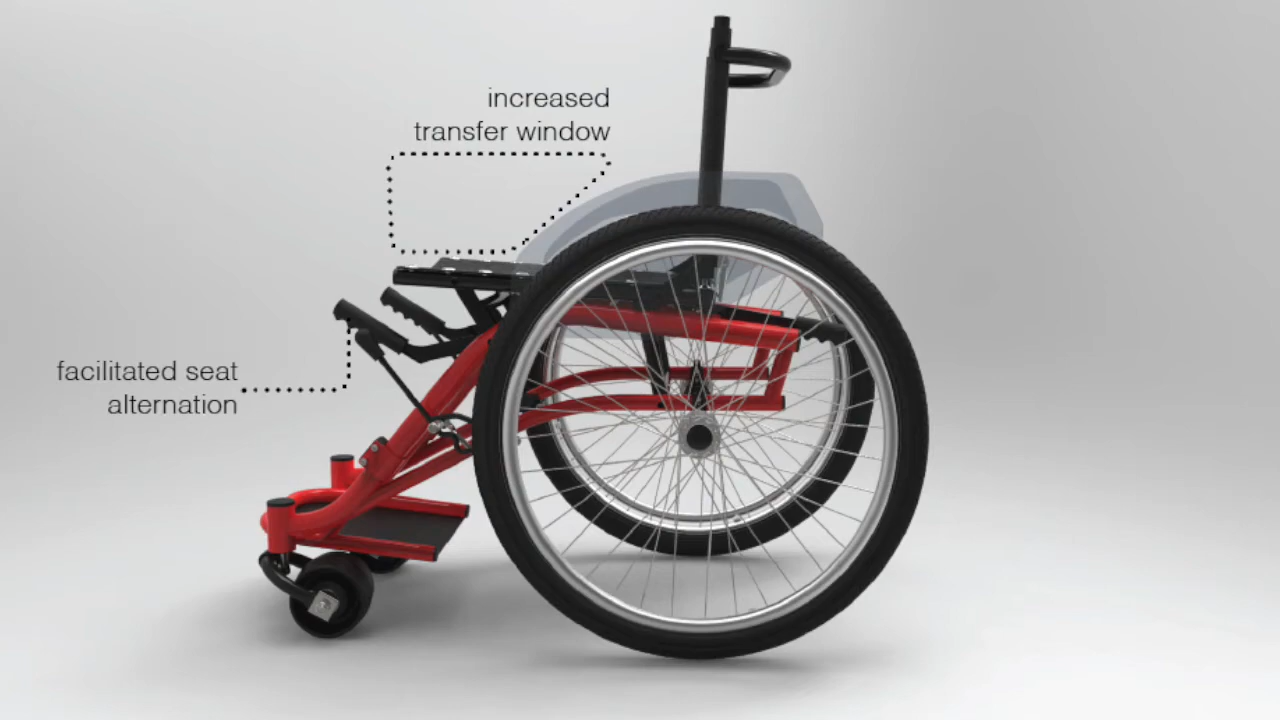 increased
transfer window
facilitated seat
alternation